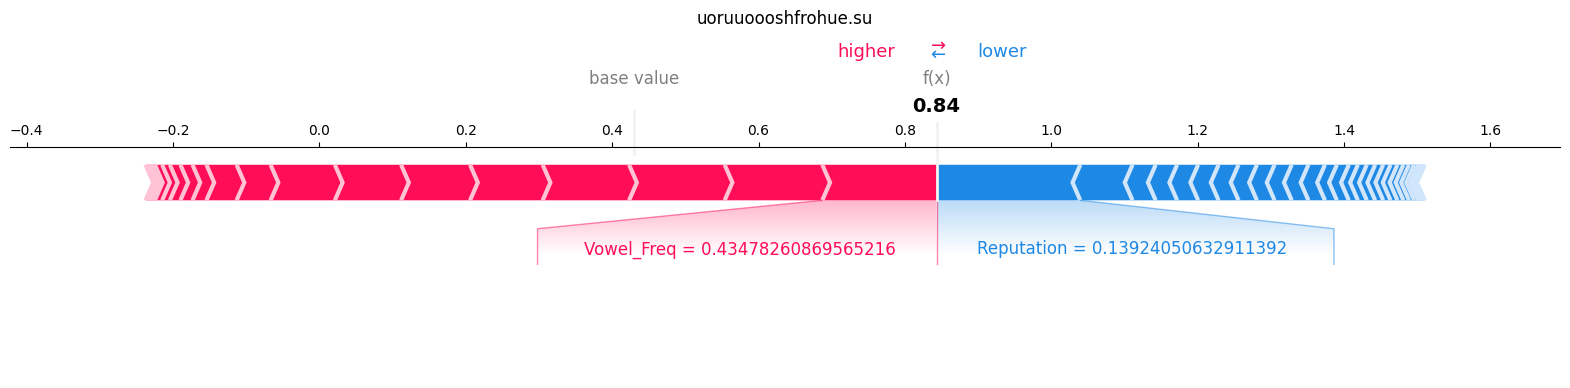 uoruuoooshfrohue.su
higher ⇄ lower
base value f(x)
0.84
−0.4 −0.2 0.0 0.2 0.4 0.6 0.8 1.0 1.2 1.4 1.6
Vowel_Freq = 0.43478260869565216 Reputation = 0.13924050632911392